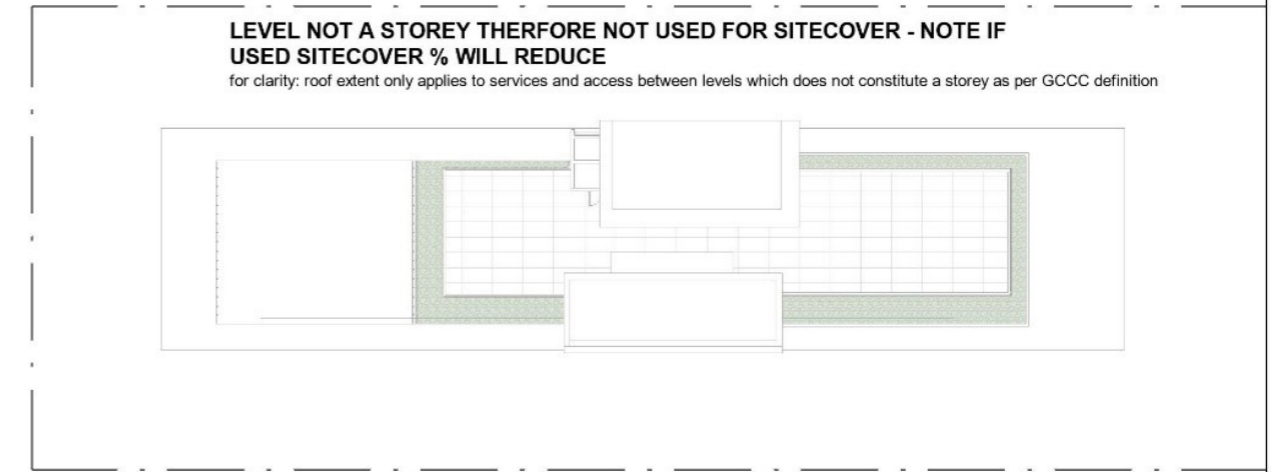 LEVEL NOT A STOREY THERFORE NOT USED FOR SITECOVER - NOTE IF
USED SITECOVER % WILL REDUCE
for clarity: roof extent only applies to services and access between levels which does not constitute a storey as per GCCC definition